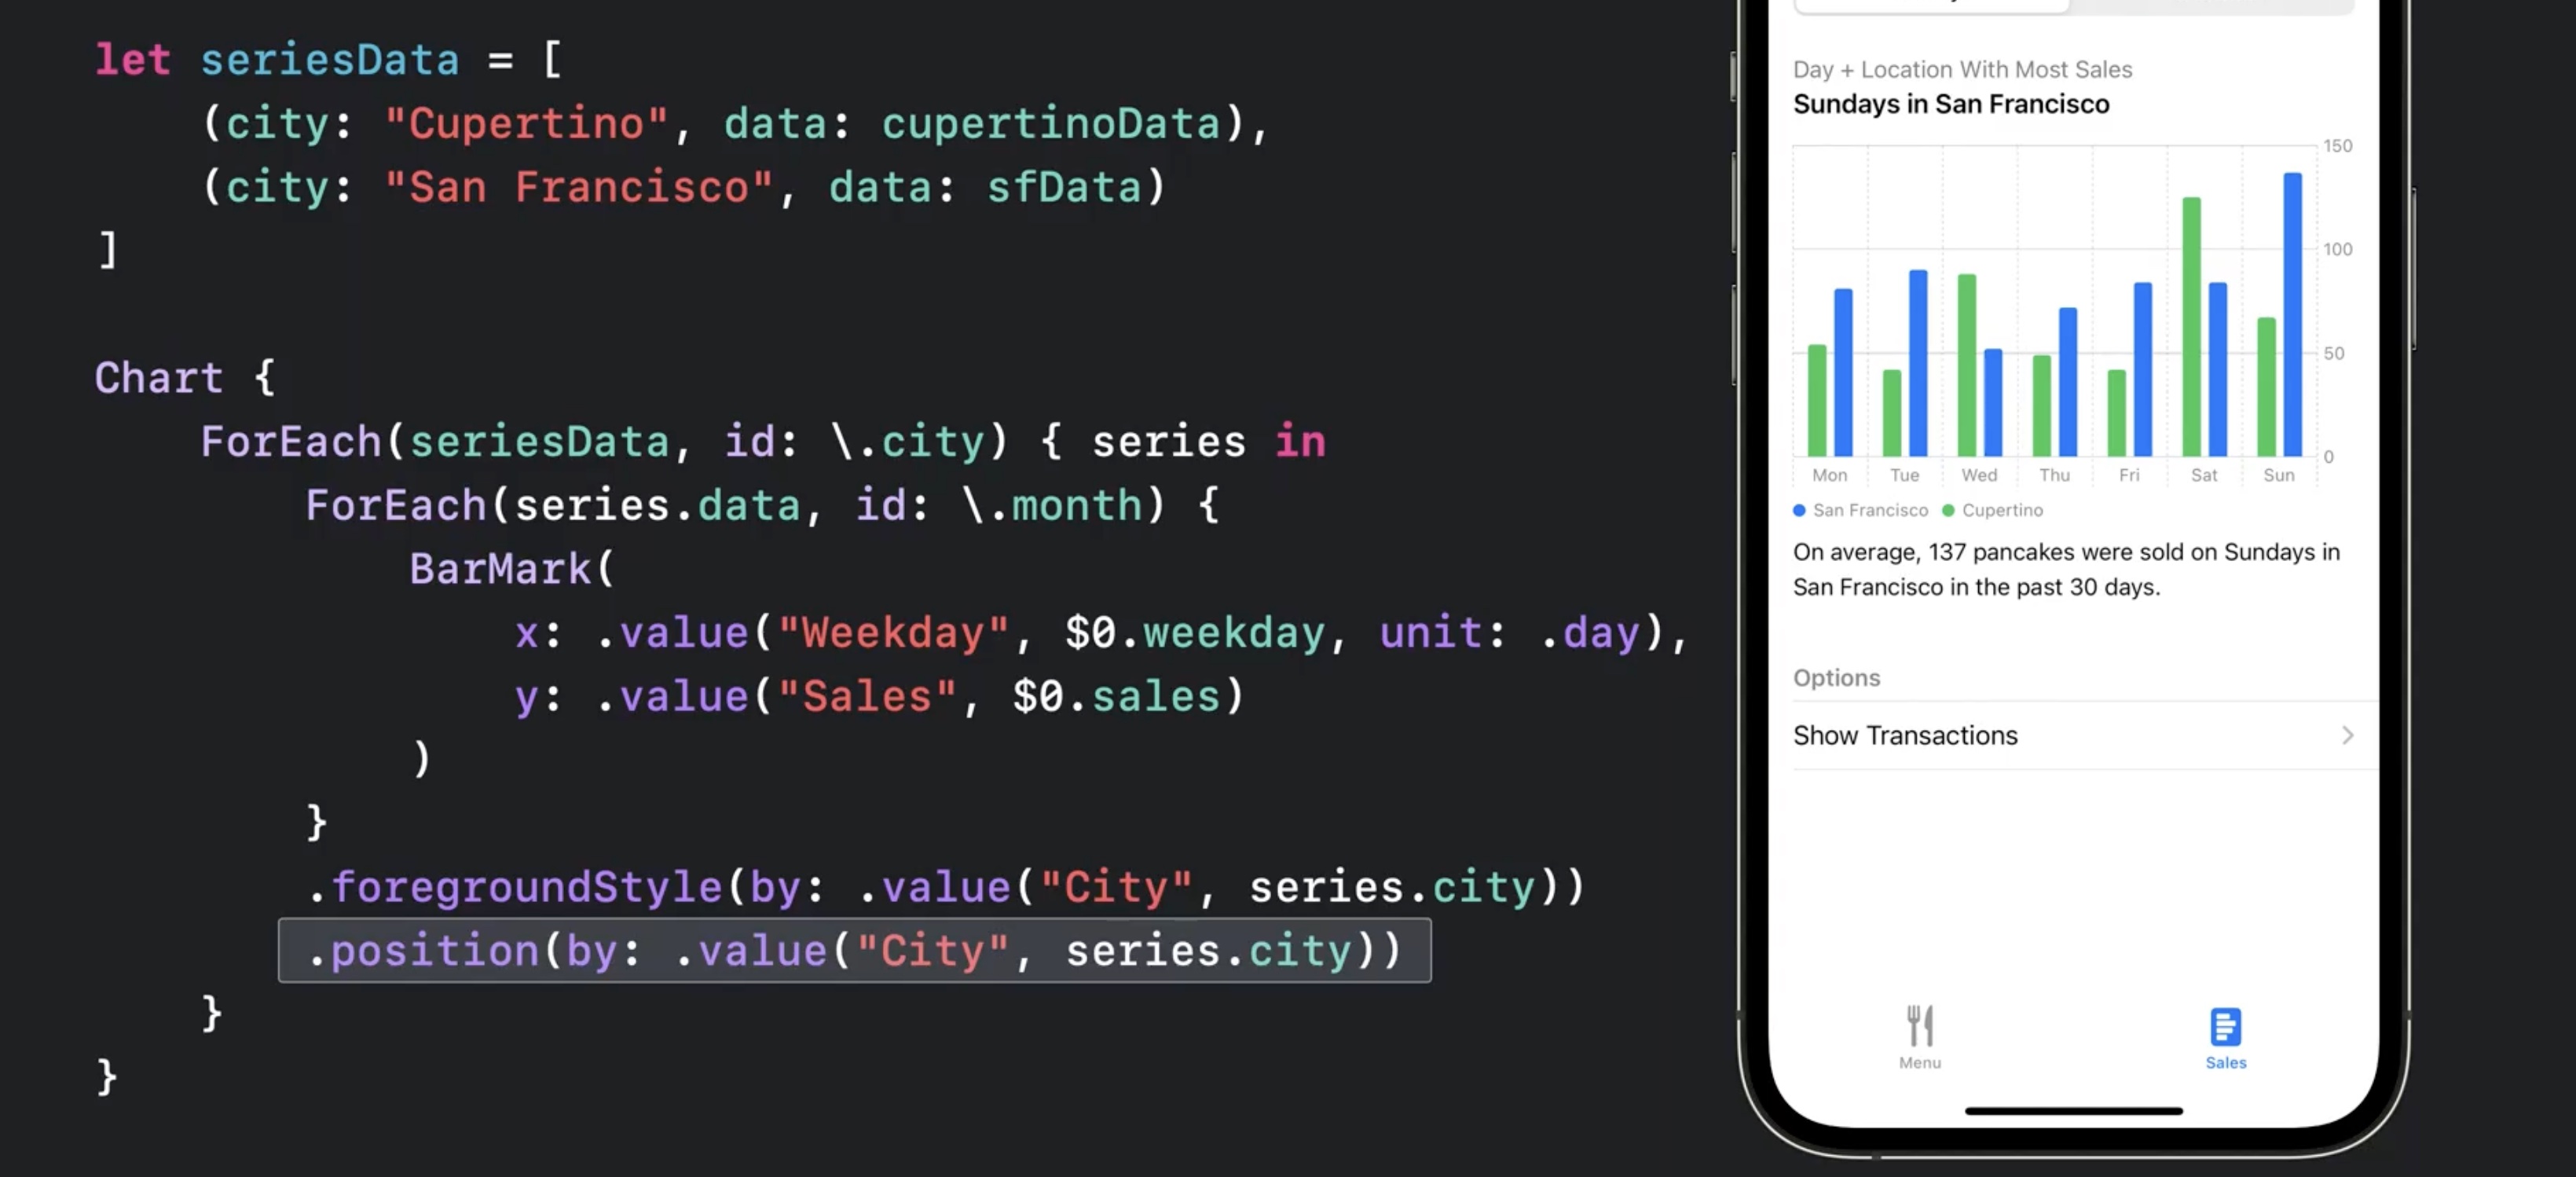 let seriesData = [
(city: "Cupertino", data: cupertinoData),
(city: "San Francisco", data: sfData)
]
Chart {
ForEach(seriesData, id: \.city) { series in
ForEach(series.data, id: \.month) {
BarMark(
x: .value("Weekday", $0.weekday, unit: .day),
y: .value("Sales", $0.sales)
)
}
.foregroundStyle(by: .value("City", series.city))
.position(by: .value("City", series.city))
}
}
Day + Location With Most Sales
Sundays in San Francisco
150
100
50
0
Mon Tue Wed Thu Fri Sat Sun
San Francisco Cupertino
On average, 137 pancakes were sold on Sundays in
San Francisco in the past 30 days.
Options
Show Transactions
Menu Sales